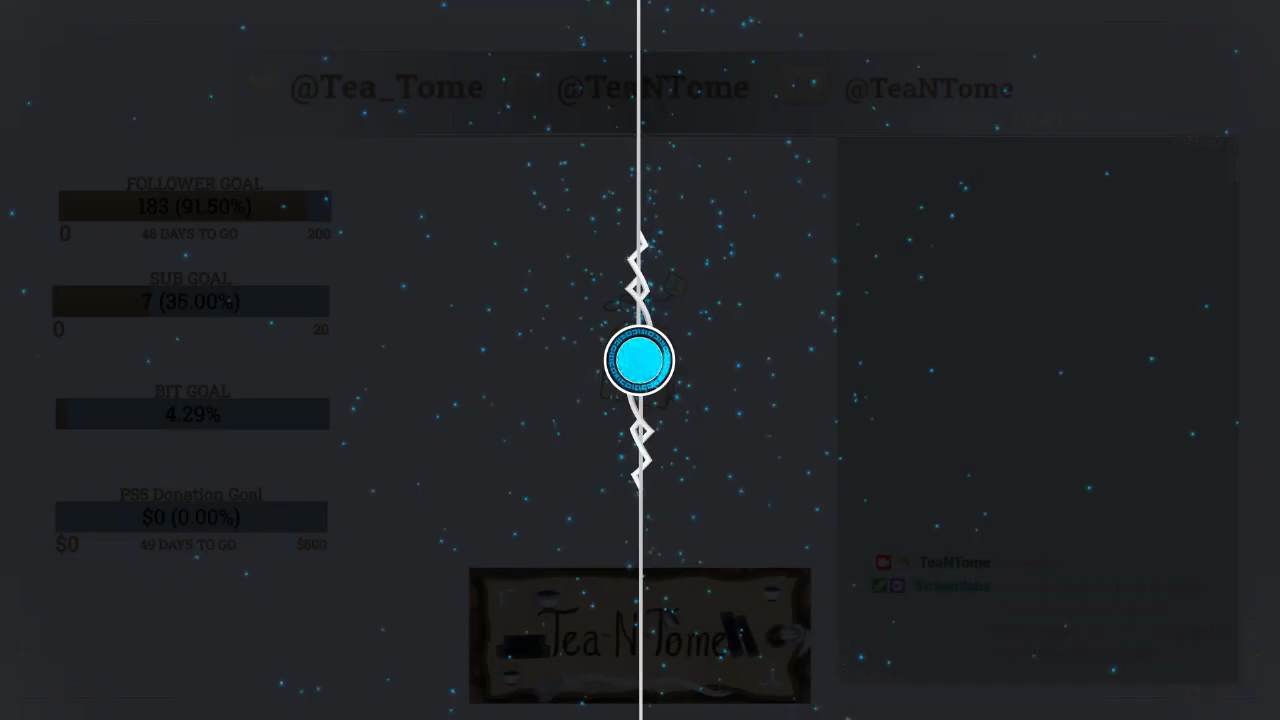 @Tea_Tome @TeaNTome @TeaNTome
FOLLOWER GOAL
183 (91.50%)
0 48 DAYS TO GO 200
SUB GOAL
7 (35.00%)
0 20
BIT GOAL
4.29%
PS5 Donation Goal
$0 (0.00%)
$0 49 DAYS TO GO $500
Tea-N-Tome
TeaNTome
Streamlabs